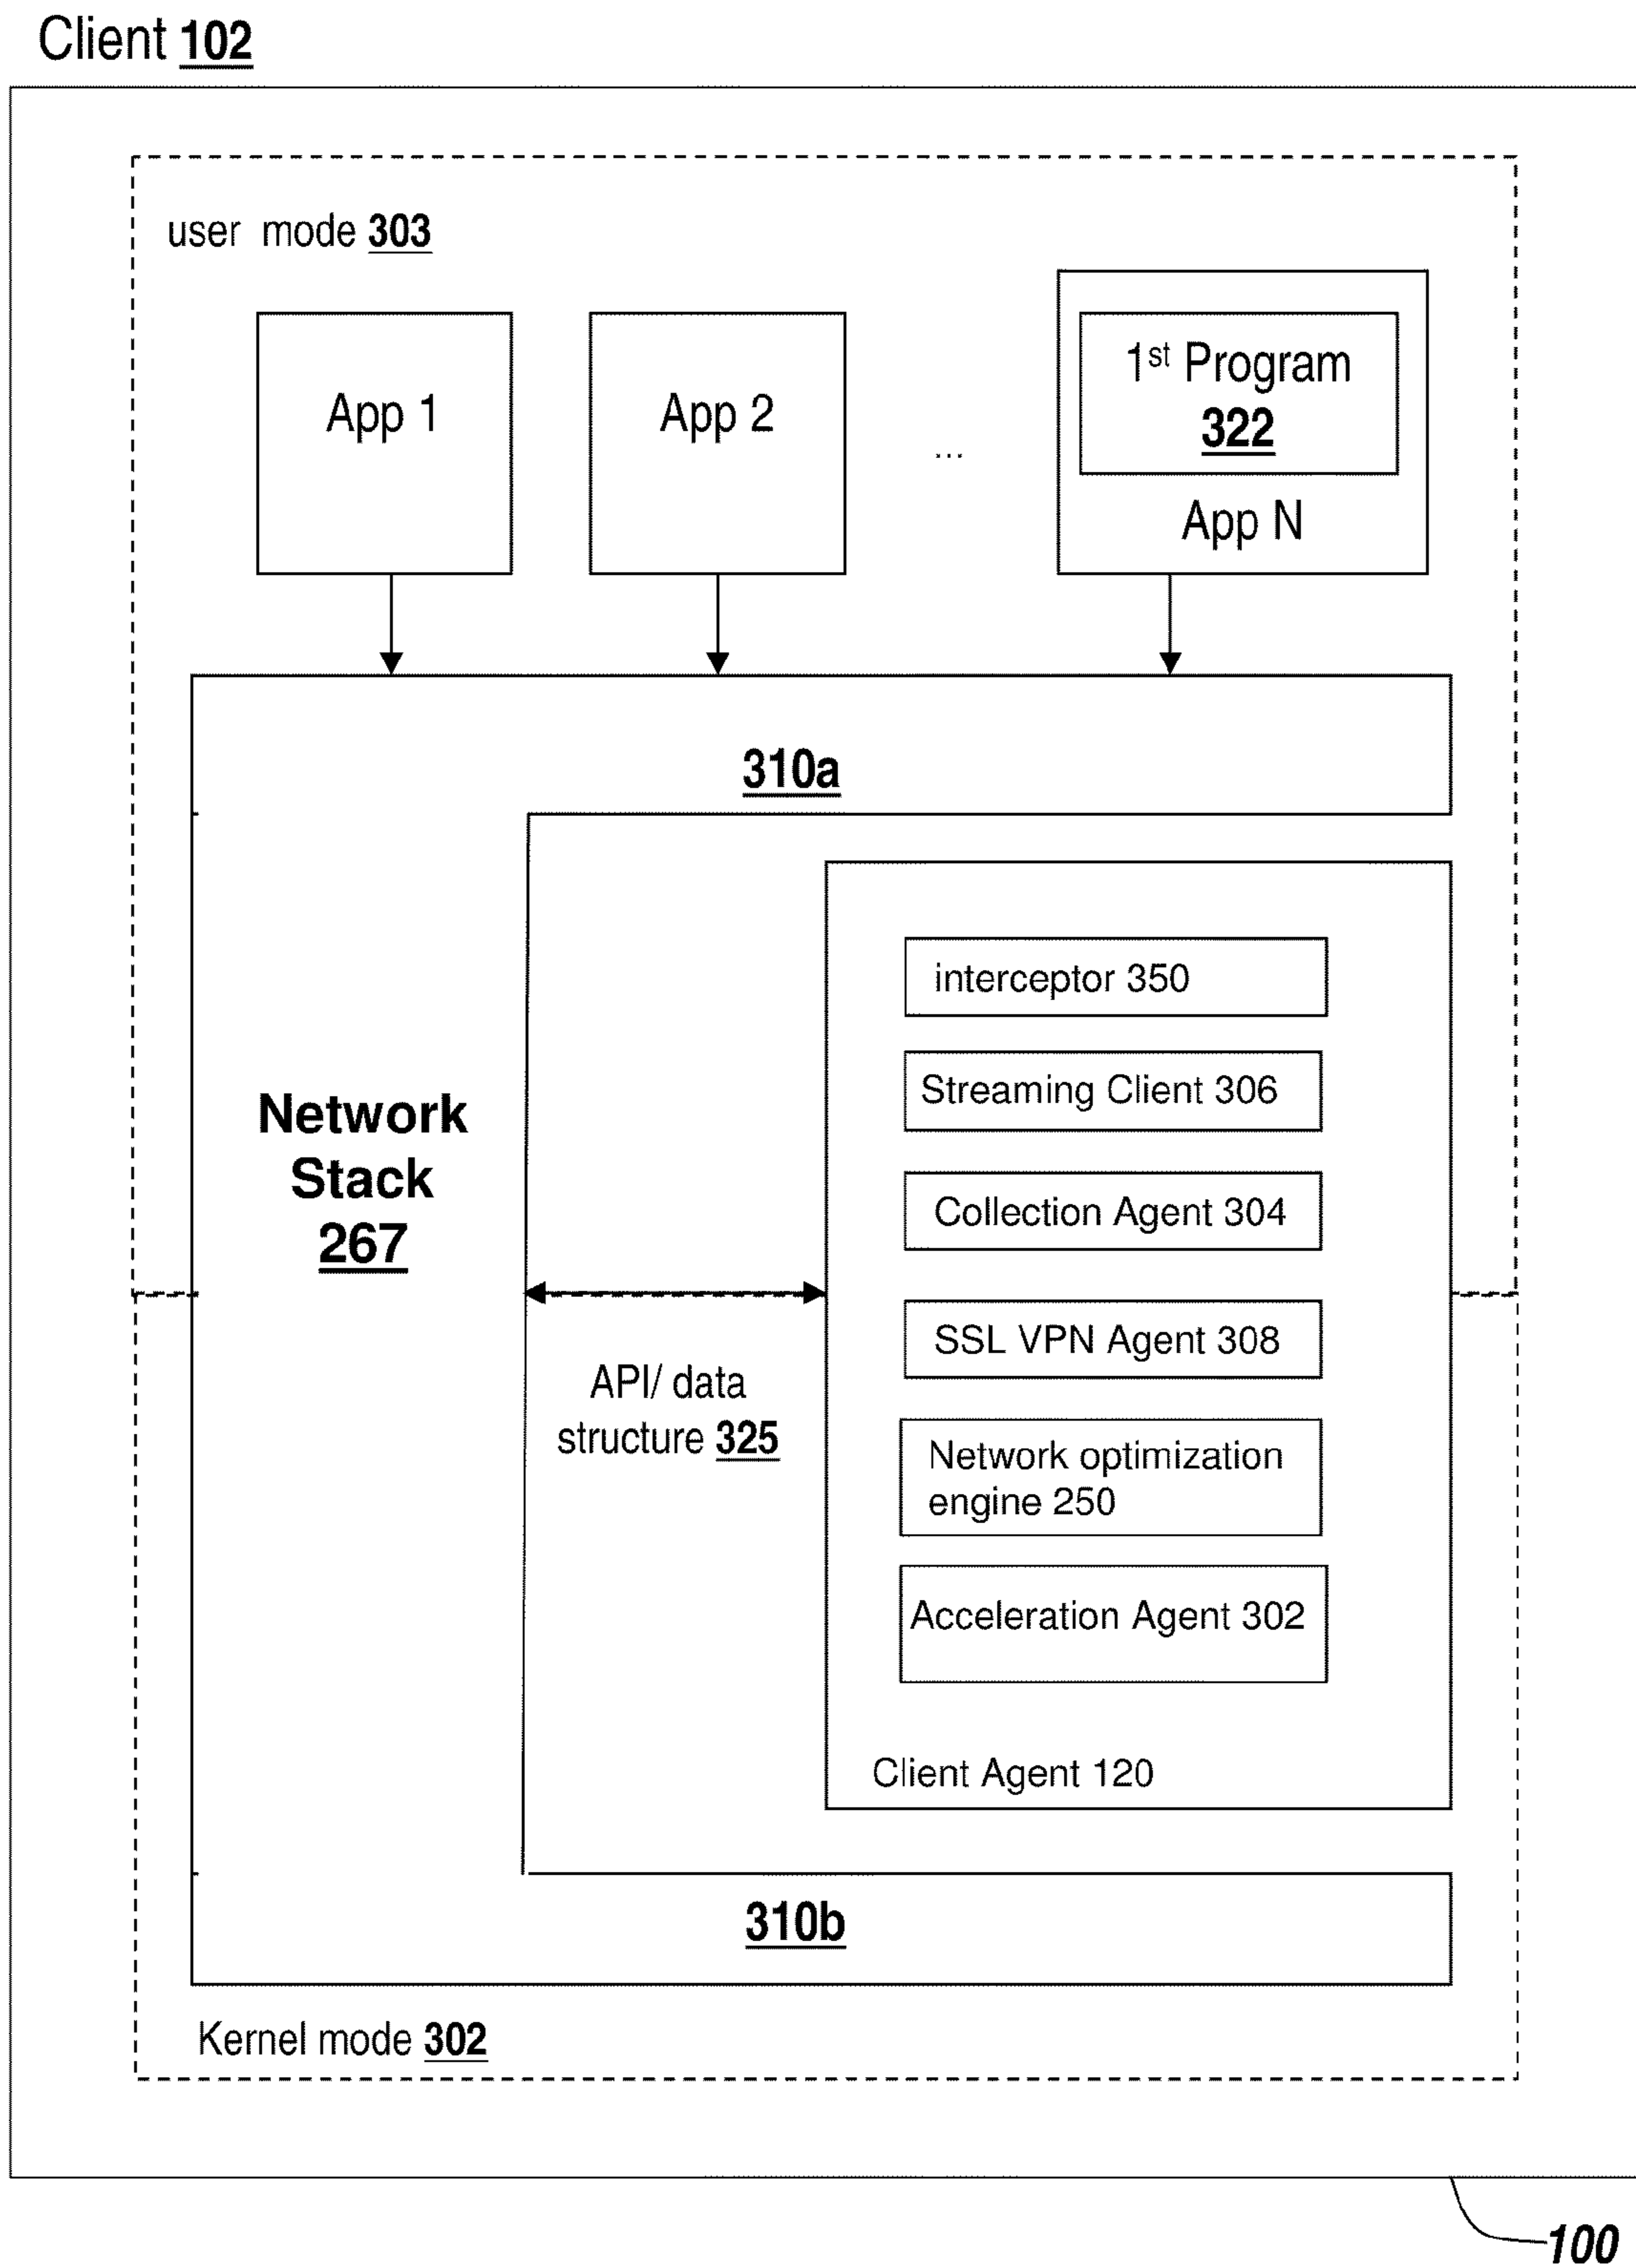 Client 102
user mode 303
App 1
App 2
...
1st Program
322
App N
310a
Network
Stack
267
API/ data
structure 325
interceptor 350
Streaming Client 306
Collection Agent 304
SSL VPN Agent 308
Network optimization
engine 250
Acceleration Agent 302
Client Agent 120
310b
Kernel mode 302
100